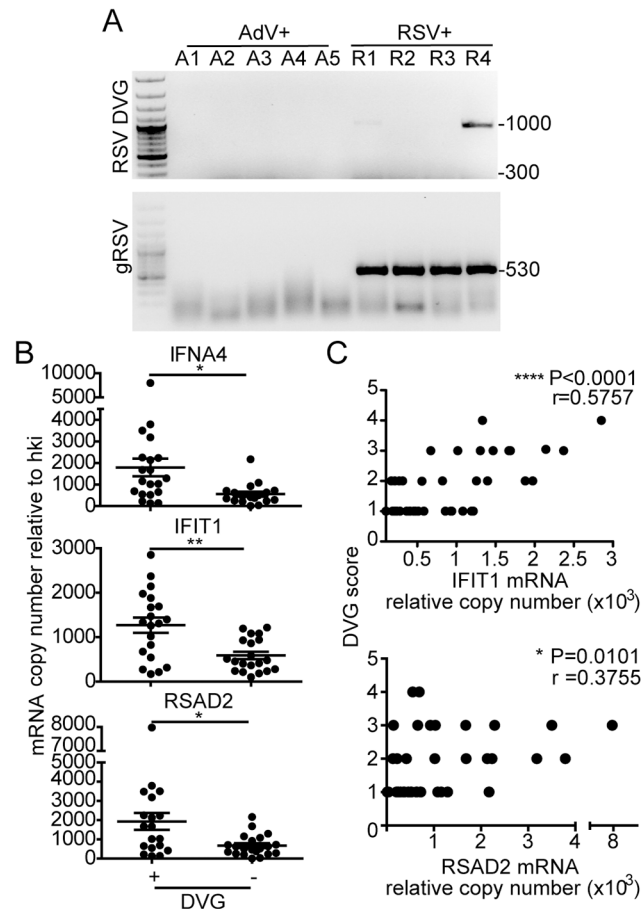 A
AdV+ RSV+
A1 A2 A3 A4 A5 R1 R2 R3 R4
RSV DVG
-1000
-300
gRSV
-530
B
mRNA copy number relative to hki
IFNA4
*
10000
5000
4000
3000
2000
1000
0
IFIT1
**
3000
2000
1000
0
RSAD2
*
8000
5000
4000
3000
2000
1000
0
+ -
DVG
C
DVG score
**** P<0.0001
r=0.5757
5
4
3
2
1
0
0.5 1 1.5 2 2.5 3
IFIT1 mRNA
relative copy number (x10³)
* P=0.0101
r =0.3755
5
4
3
2
1
0
1 2 3 4 8
RSAD2 mRNA
relative copy number (x10³)